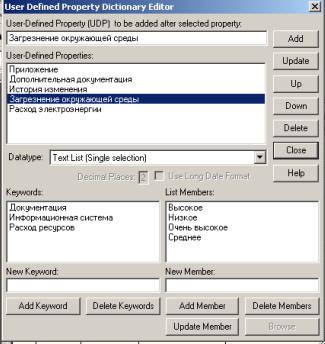 User Defined Property Dictionary Editor
User-Defined Property (UDP) to be added after selected property:
Загрезнение окружающей среды
Add
User-Defined Properties:
Update
Приложение
Дополнительная документация
История изменения
Загрезнение окружающей среды
Расход электроэнергии
Up
Down
Delete
Datatype: Text List (Single selection)
Close
Decimal Places: 2 Use Long Date Format
Help
Keywords:
List Members:
Документация
Информационная система
Расход ресурсов
Высокое
Низкое
Очень высокое
Среднее
New Keyword:
New Member:
Add Keyword
Delete Keywords
Add Member
Delete Members
Update Member
Browse